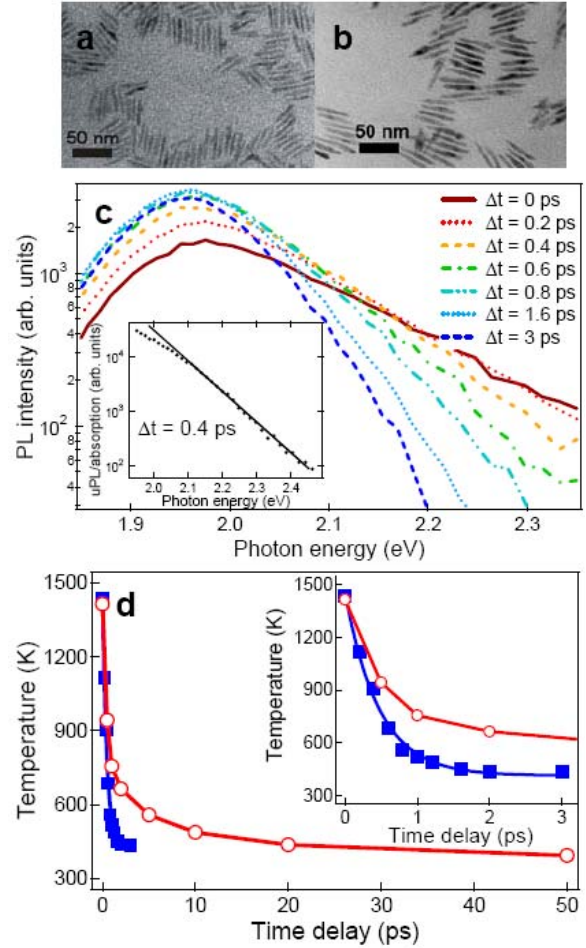 a
50 nm
b
50 nm
c
PL intensity (arb. units)
4
2
10³
8
6
4
2
10²
8
6
4
Δt = 0 ps
Δt = 0.2 ps
Δt = 0.4 ps
Δt = 0.6 ps
Δt = 0.8 ps
Δt = 1.6 ps
Δt = 3 ps
uPL/absorption (arb. units)
10⁴
10³
10²
Δt = 0.4 ps
2.0 2.1 2.2 2.3 2.4
Photon energy (eV)
1.9 2.0 2.1 2.2 2.3
Photon energy (eV)
d
Temperature (K)
1500
1200
900
600
300
0 10 20 30 40 50
Time delay (ps)
Temperature (K)
1500
1200
900
600
300
0 1 2 3
Time delay (ps)